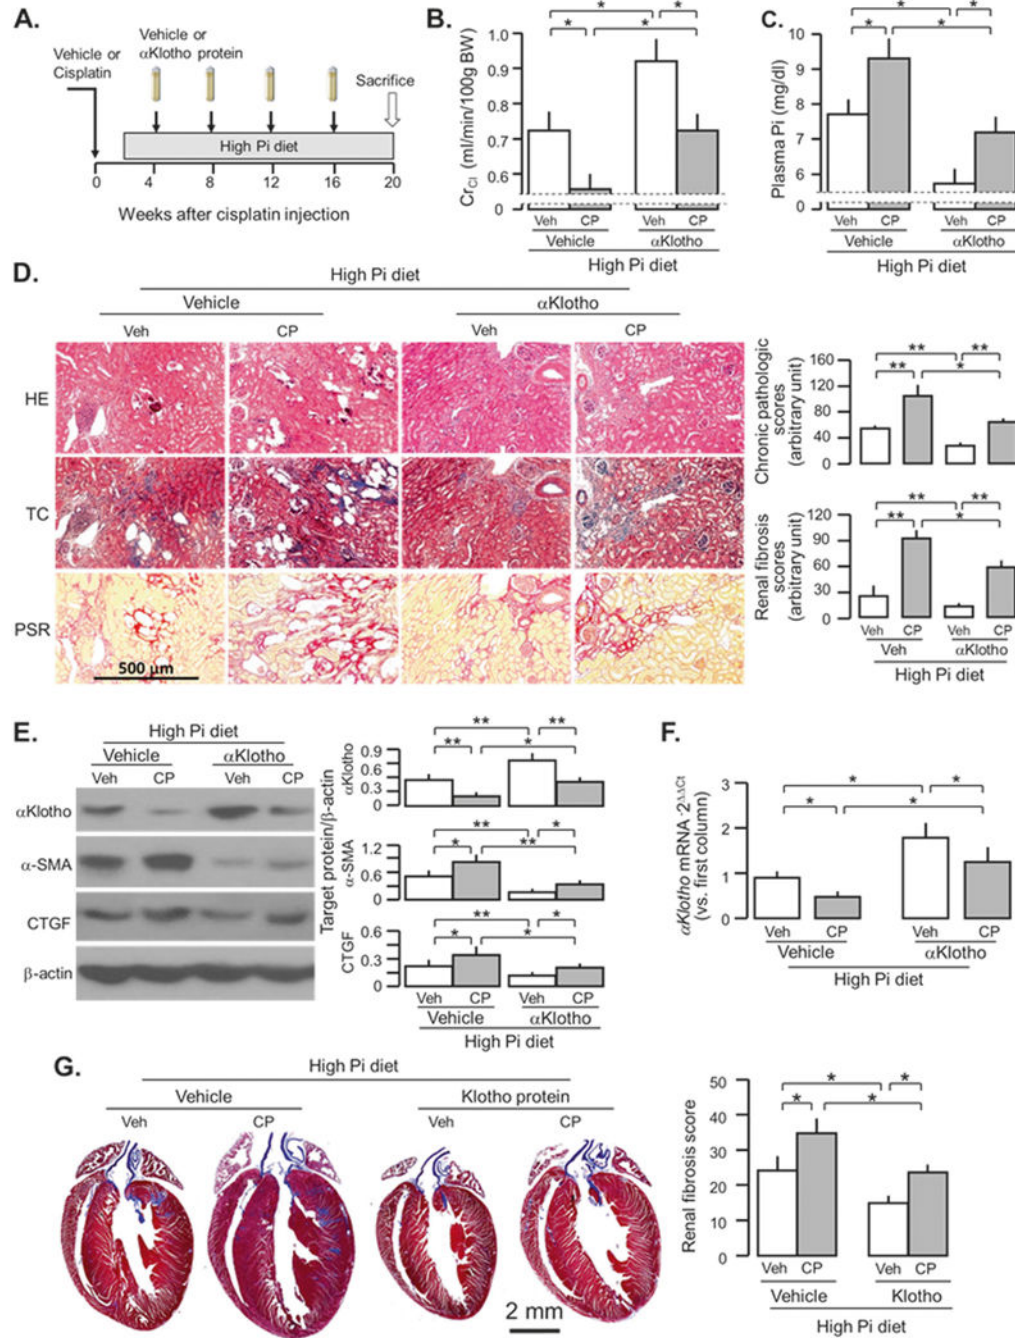 A.
Vehicle or
Cisplatin
Vehicle or
αKlotho protein
Sacrifice
High Pi diet
0 4 8 12 16 20
Weeks after cisplatin injection
B.
* *
* *
CrCl (ml/min/100g BW)
1.0
0.9
0.8
0.7
0.6
0
Veh CP Veh CP
Vehicle αKlotho
High Pi diet
C.
* *
* *
Plasma Pi (mg/dl)
10
9
8
7
6
0
Veh CP Veh CP
Vehicle αKlotho
High Pi diet
D.
High Pi diet
Vehicle αKlotho
Veh CP Veh CP
HE
TC
PSR
500 µm
Chronic pathologic
scores
(arbitrary unit)
160
120
80
40
0
** **
** *
Renal fibrosis
scores
(arbitrary unit)
120
90
60
30
0
** **
** *
Veh CP Veh CP
Veh αKlotho
High Pi diet
E.
High Pi diet
Vehicle αKlotho
Veh CP Veh CP
αKlotho
α-SMA
CTGF
β-actin
Target protein/β-actin
αKlotho
0.9
0.6
0.3
0
** **
** *
α-SMA
1.2
0.6
0
** *
* **
CTGF
0.6
0.3
0
** *
* *
Veh CP Veh CP
Vehicle αKlotho
High Pi diet
F.
αKlotho mRNA -2ΔΔCt
(vs. first column)
3
2
1
0
* *
* *
Veh CP Veh CP
Vehicle αKlotho
High Pi diet
G.
High Pi diet
Vehicle Klotho protein
Veh CP Veh CP
2 mm
Renal fibrosis score
50
40
30
20
10
0
* *
* *
Veh CP Veh CP
Vehicle Klotho
High Pi diet